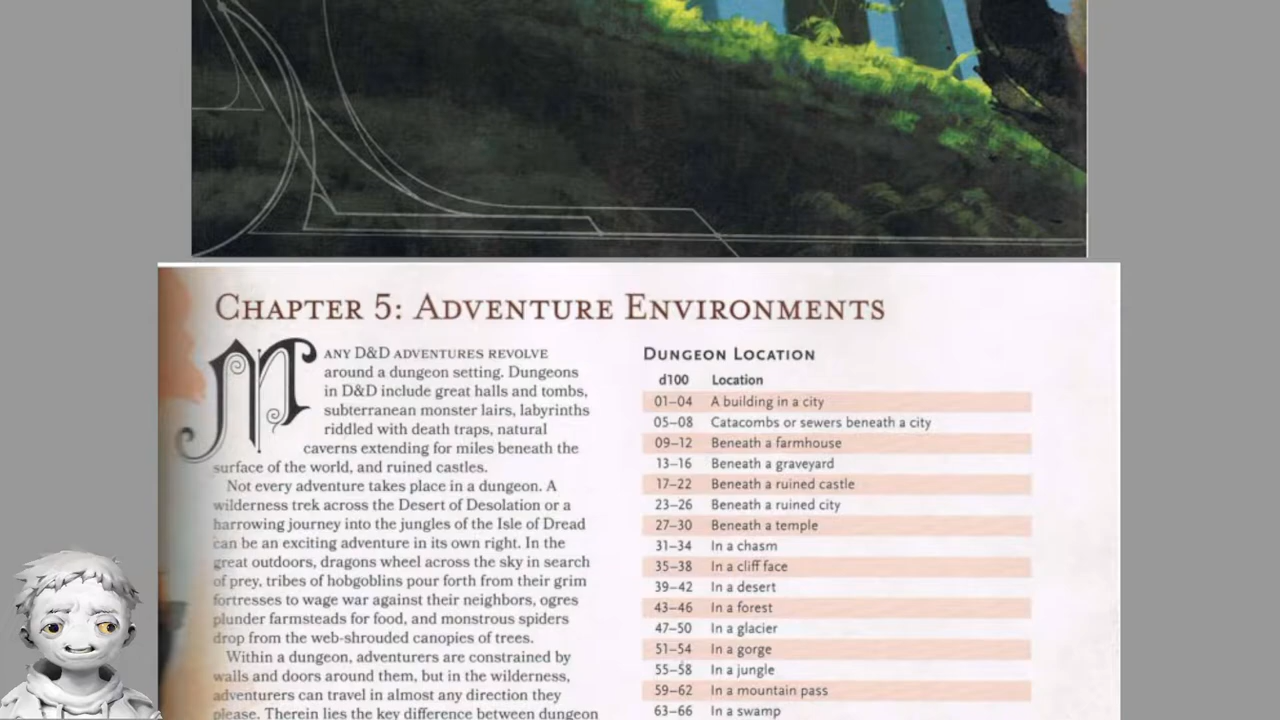 CHAPTER 5: ADVENTURE ENVIRONMENTS
MANY D&D ADVENTURES REVOLVE
around a dungeon setting. Dungeons
in D&D include great halls and tombs,
subterranean monster lairs, labyrinths
riddled with death traps, natural
caverns extending for miles beneath the
surface of the world, and ruined castles.
Not every adventure takes place in a dungeon. A
wilderness trek across the Desert of Desolation or a
harrowing journey into the jungles of the Isle of Dread
can be an exciting adventure in its own right. In the
great outdoors, dragons wheel across the sky in search
of prey, tribes of hobgoblins pour forth from their grim
fortresses to wage war against their neighbors, ogres
plunder farmsteads for food, and monstrous spiders
drop from the web-shrouded canopies of trees.
Within a dungeon, adventurers are constrained by
walls and doors around them, but in the wilderness,
adventurers can travel in almost any direction they
please. Therein lies the key difference between dungeon
DUNGEON LOCATION
d100 Location
01–04 A building in a city
05–08 Catacombs or sewers beneath a city
09–12 Beneath a farmhouse
13–16 Beneath a graveyard
17–22 Beneath a ruined castle
23–26 Beneath a ruined city
27–30 Beneath a temple
31–34 In a chasm
35–38 In a cliff face
39–42 In a desert
43–46 In a forest
47–50 In a glacier
51–54 In a gorge
55–58 In a jungle
59–62 In a mountain pass
63–66 In a swamp